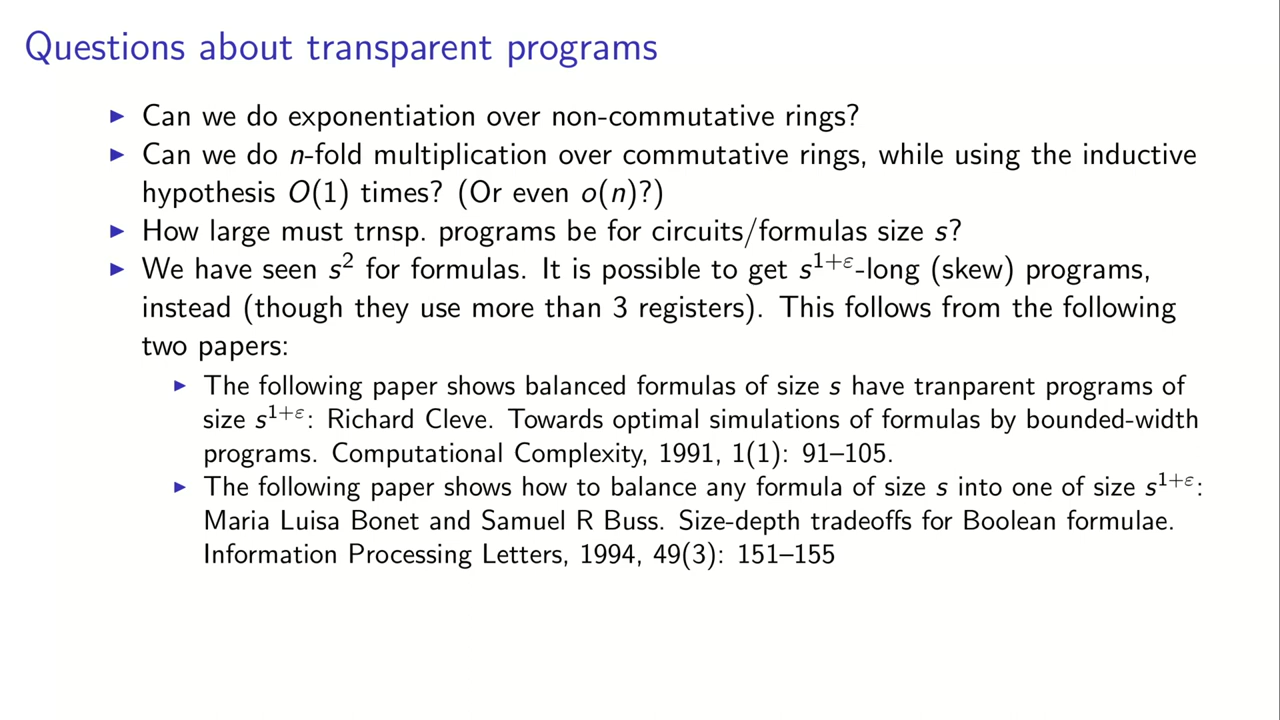 Questions about transparent programs
▶ Can we do exponentiation over non-commutative rings?
▶ Can we do n-fold multiplication over commutative rings, while using the inductive
hypothesis O(1) times? (Or even o(n)?)
▶ How large must trnsp. programs be for circuits/formulas size s?
▶ We have seen s² for formulas. It is possible to get s^{1+ε}-long (skew) programs,
instead (though they use more than 3 registers). This follows from the following
two papers:
▶ The following paper shows balanced formulas of size s have tranparent programs of
size s^{1+ε}: Richard Cleve. Towards optimal simulations of formulas by bounded-width
programs. Computational Complexity, 1991, 1(1): 91–105.
▶ The following paper shows how to balance any formula of size s into one of size s^{1+ε}:
Maria Luisa Bonet and Samuel R Buss. Size-depth tradeoffs for Boolean formulae.
Information Processing Letters, 1994, 49(3): 151–155